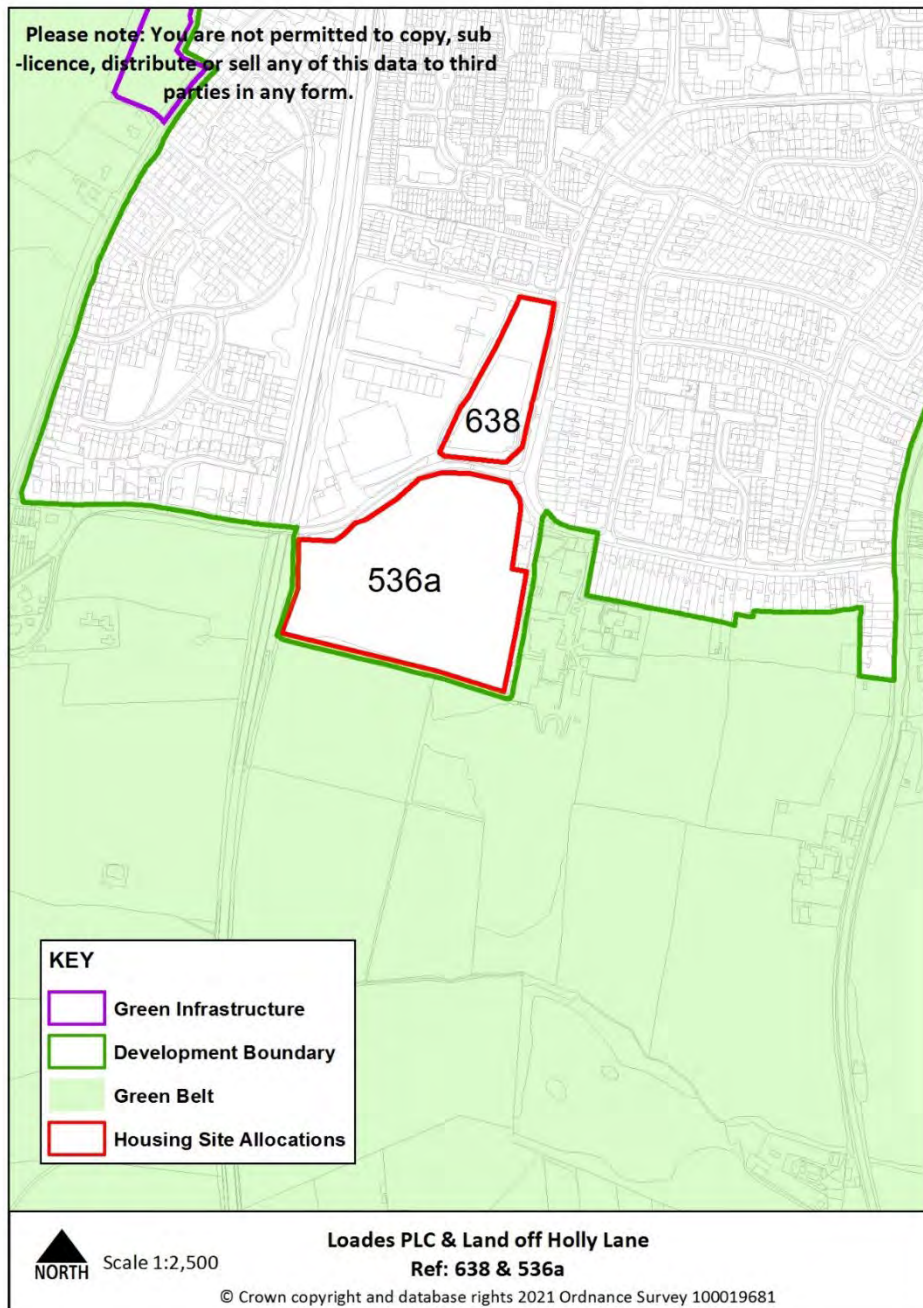 Please note: You are not permitted to copy, sub
-licence, distribute or sell any of this data to third
parties in any form.
638
536a
KEY
Green Infrastructure
Development Boundary
Green Belt
Housing Site Allocations
NORTH
Scale 1:2,500
Loades PLC & Land off Holly Lane
Ref: 638 & 536a
© Crown copyright and database rights 2021 Ordnance Survey 100019681